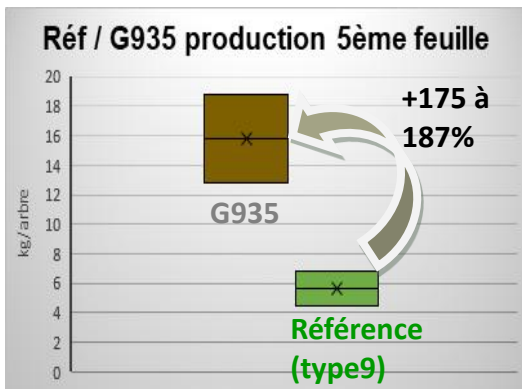 Réf / G935 production 5ème feuille
20
18
16
14
12
10
8
6
4
2
0
kg/arbre
+175 à
187%
G935
Référence
(type9)